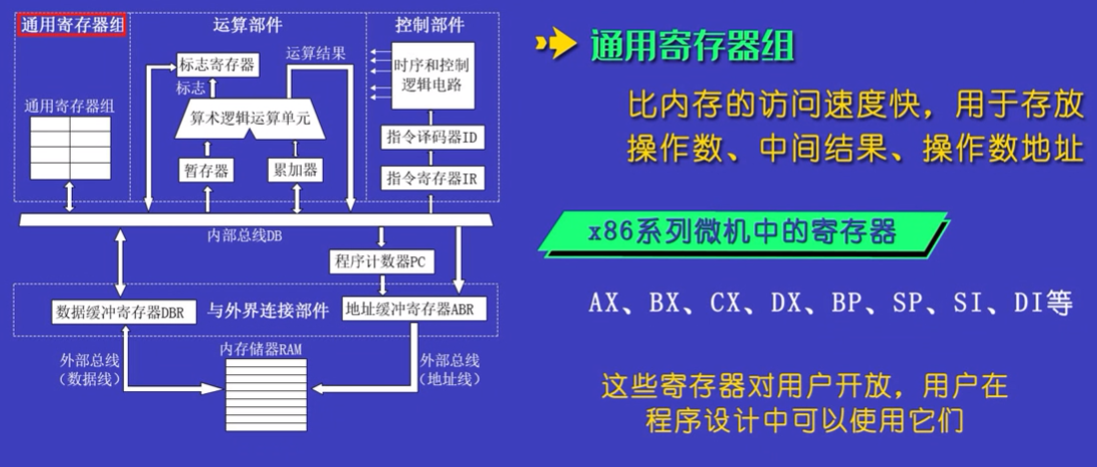 通用寄存器组
运算部件
控制部件
标志寄存器
运算结果
时序和控制
逻辑电路
标志
通用寄存器组
算术逻辑运算单元
指令译码器ID
暂存器
累加器
指令寄存器IR
内部总线DB
程序计数器PC
数据缓冲寄存器DBR
与外界连接部件
地址缓冲寄存器ABR
外部总线
（数据线）
内存储器RAM
外部总线
（地址线）
通用寄存器组
比内存的访问速度快，用于存放
操作数、中间结果、操作数地址
x86系列微机中的寄存器
AX、BX、CX、DX、BP、SP、SI、DI等
这些寄存器对用户开放，用户在
程序设计中可以使用它们